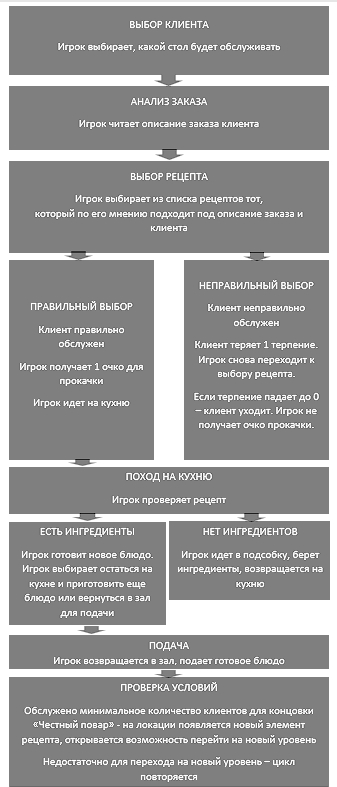 ВЫБОР КЛИЕНТА
Игрок выбирает, какой стол будет обслуживать
АНАЛИЗ ЗАКАЗА
Игрок читает описание заказа клиента
ВЫБОР РЕЦЕПТА
Игрок выбирает из списка рецептов тот,
который по его мнению подходит под описание заказа и
клиента
ПРАВИЛЬНЫЙ ВЫБОР
Клиент правильно
обслужен
Игрок получает 1 очко для
прокачки
Игрок идет на кухню
НЕПРАВИЛЬНЫЙ ВЫБОР
Клиент неправильно
обслужен
Клиент теряет 1 терпение.
Игрок снова переходит к
выбору рецепта.
Если терпение падает до 0
– клиент уходит. Игрок не
получает очко прокачки.
ПОХОД НА КУХНЮ
Игрок проверяет рецепт
ЕСТЬ ИНГРЕДИЕНТЫ
Игрок готовит новое блюдо.
Игрок выбирает остаться на
кухне и приготовить еще
блюдо или вернуться в зал
для подачи
НЕТ ИНГРЕДИЕНТОВ
Игрок идет в подсобку, берет
ингредиенты, возвращается на
кухню
ПОДАЧА
Игрок возвращается в зал, подает готовое блюдо
ПРОВЕРКА УСЛОВИЙ
Обслужено минимальное количество клиентов для концовки
«Честный повар» - на локации появляется новый элемент
рецепта, открывается возможность перейти на новый уровень
Недостаточно для перехода на новый уровень – цикл
повторяется